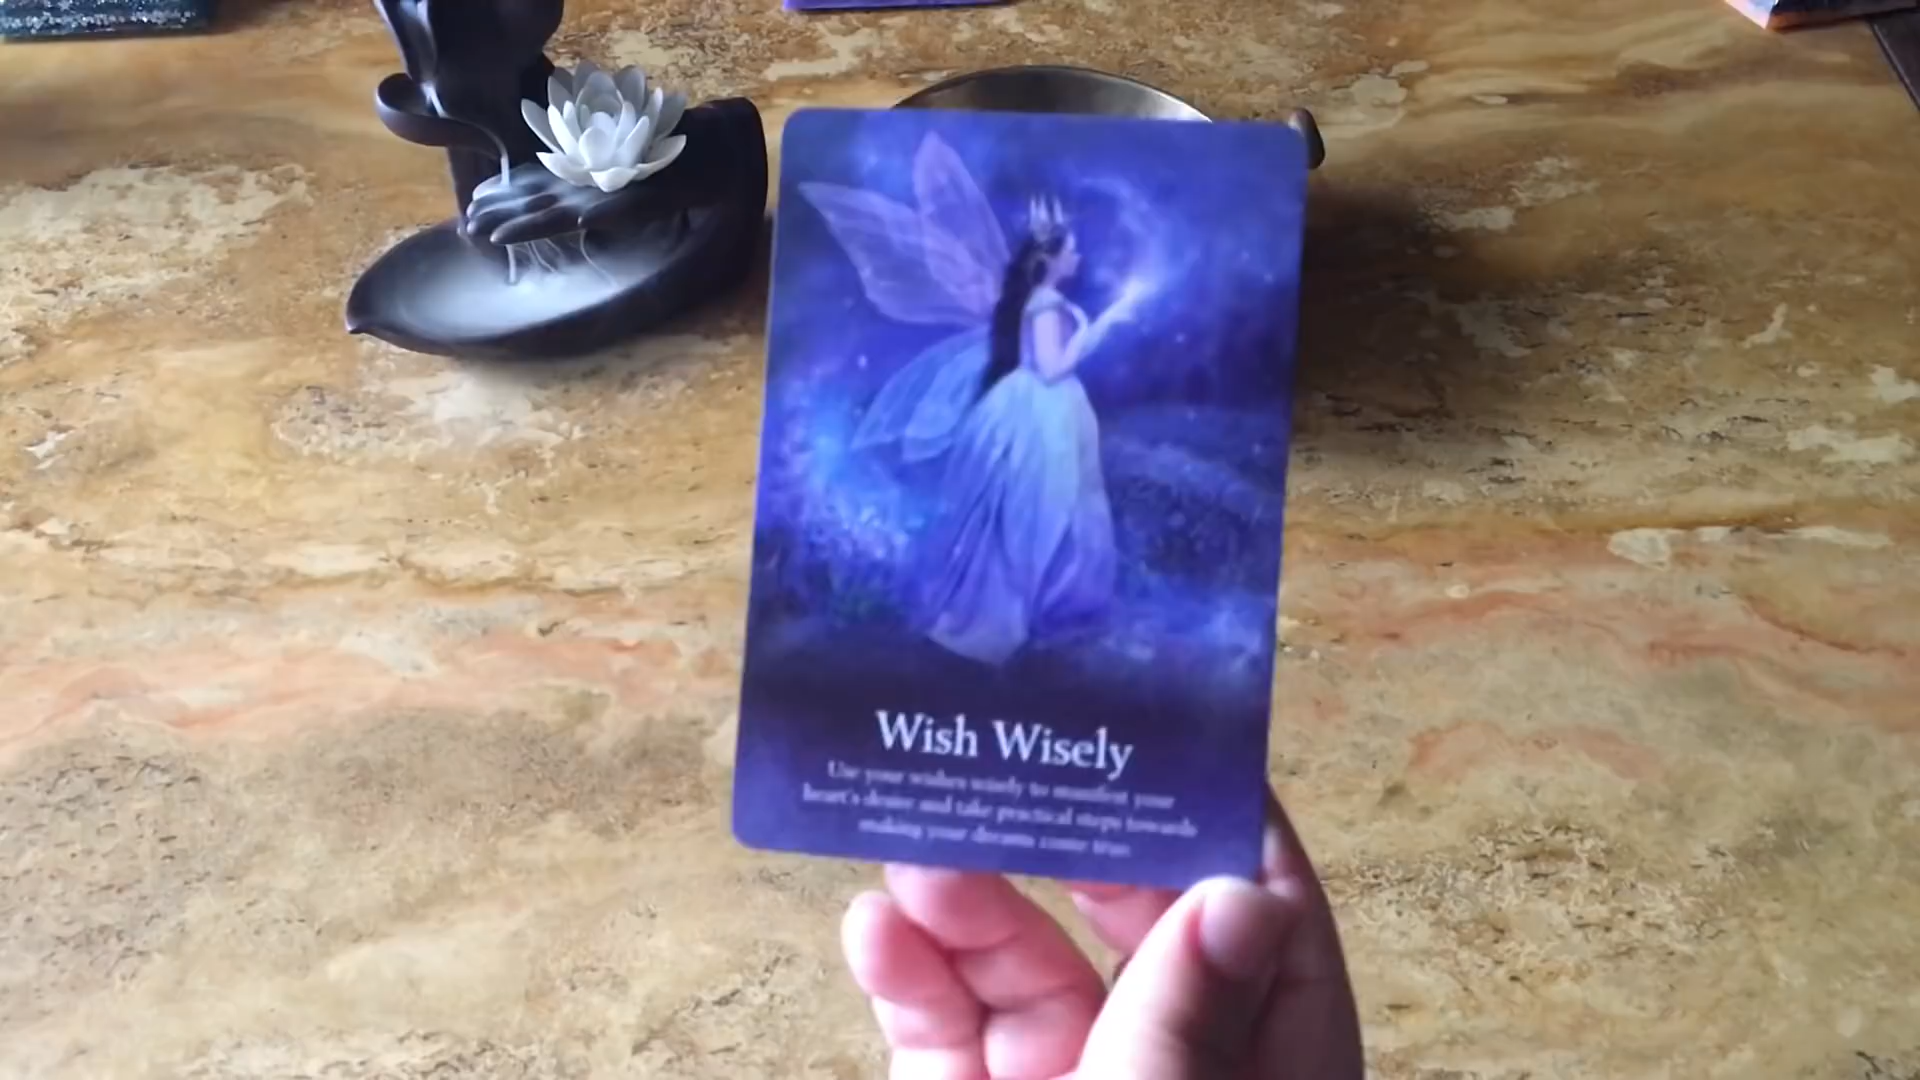 Wish Wisely
Use your wishes wisely to manifest your
heart's desire and take practical steps towards
making your dreams come true.